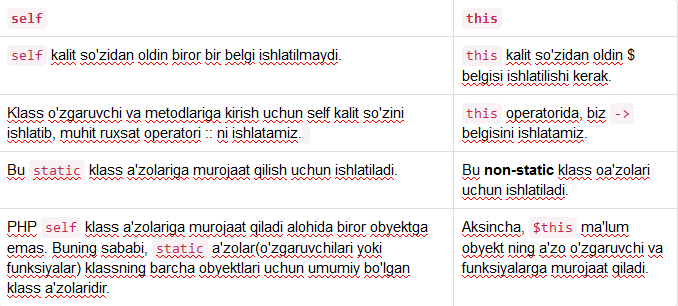 self
this
self kalit so'zidan oldin biror bir belgi ishlatilmaydi.
this kalit so'zidan oldin $
belgisi ishlatilishi kerak.
Klass o'zgaruvchi va metodlariga kirish uchun self kalit so'zini
ishlatib, muhit ruxsat operatori :: ni ishlatamiz.
this operatorida, biz ->
belgisini ishlatamiz.
Bu static klass a'zolariga murojaat qilish uchun ishlatiladi.
Bu non-static klass oa'zolari
uchun ishlatiladi.
PHP self klass a'zolariga murojaat qiladi alohida biror obyektga
emas. Buning sababi, static a'zolar(o'zgaruvchilari yoki
funksiyalar) klassning barcha obyektlari uchun umumiy bo'lgan
klass a'zolaridir.
Aksincha, $this ma'lum
obyekt ning a'zo o'zgaruvchi va
funksiyalarga murojaat qiladi.